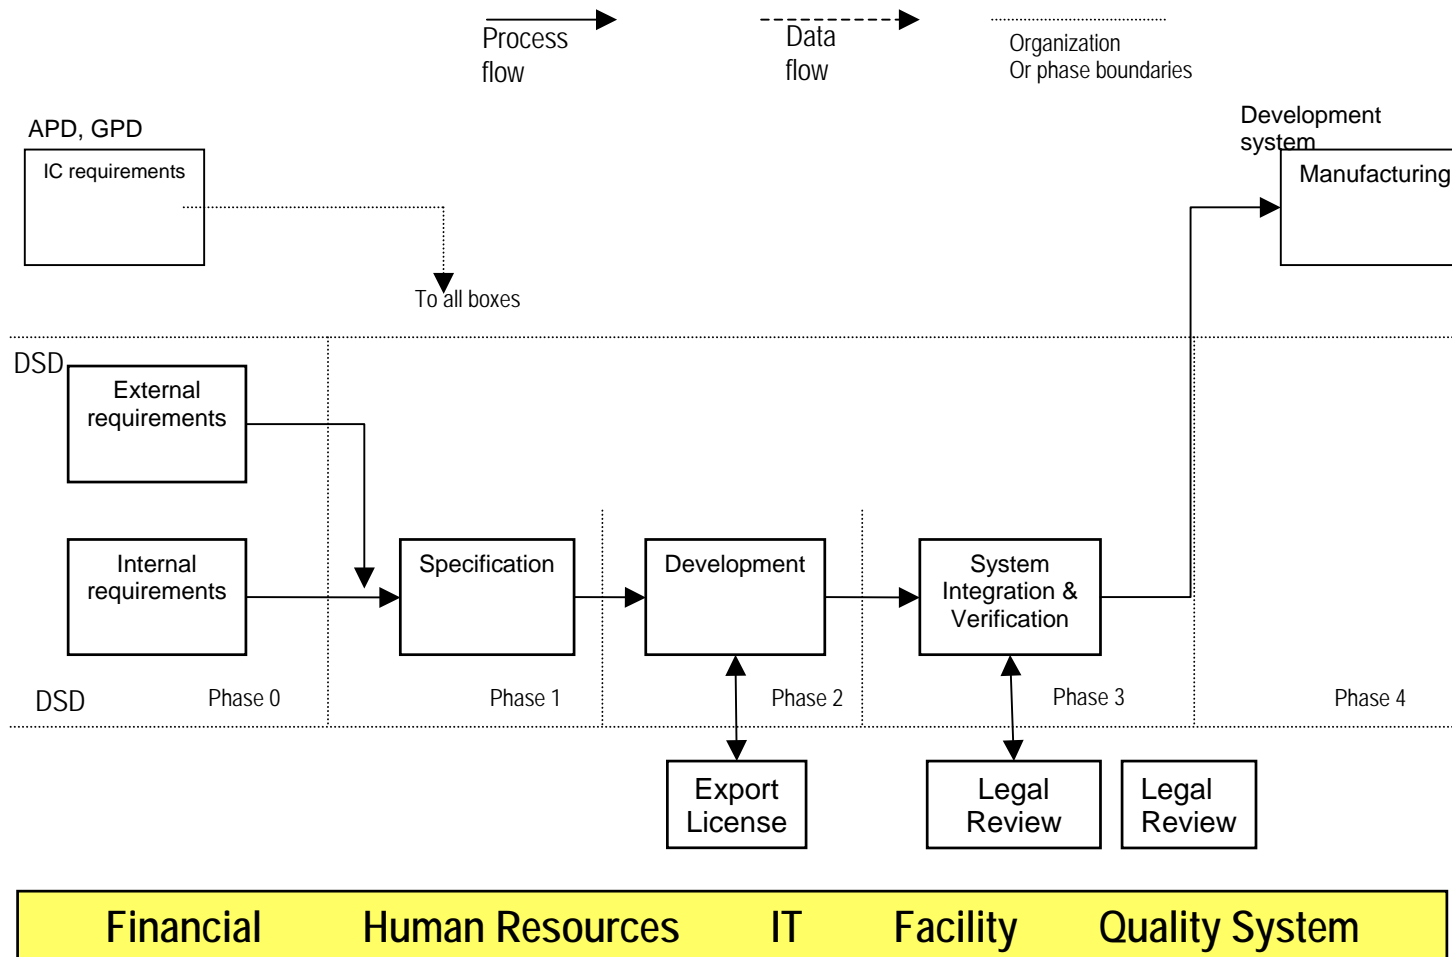 Process
flow
Data
flow
Organization
Or phase boundaries
APD, GPD
IC requirements
To all boxes
Development
system
Manufacturing
DSD
External
requirements
Internal
requirements
Specification
Development
System
Integration &
Verification
DSD
Phase 0
Phase 1
Phase 2
Phase 3
Phase 4
Export
License
Legal
Review
Legal
Review
Financial Human Resources IT Facility Quality System